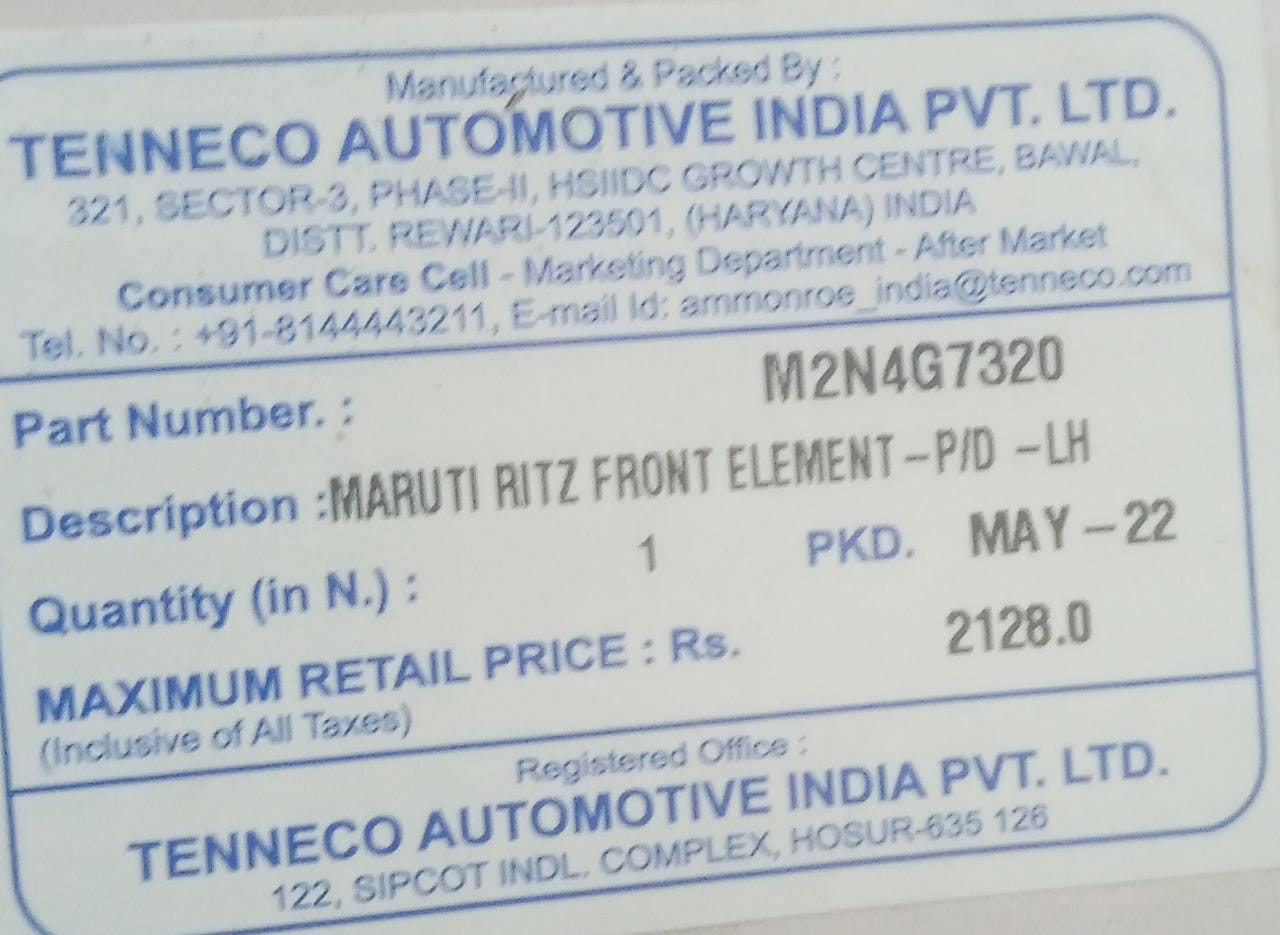 Manufactured & Packed By :
TENNECO AUTOMOTIVE INDIA PVT. LTD.
321, SECTOR-3, PHASE-II, HSIIDC GROWTH CENTRE, BAWAL,
DISTT. REWARI-123501, (HARYANA) INDIA
Consumer Care Cell - Marketing Department - After Market
Tel. No. : +91-8144443211, E-mail Id: ammonroe_india@tenneco.com
Part Number. : M2N4G7320
Description :MARUTI RITZ FRONT ELEMENT-P/D -LH
Quantity (in N.) : 1 PKD. MAY-22
MAXIMUM RETAIL PRICE : Rs. 2128.0
(Inclusive of All Taxes)
Registered Office :
TENNECO AUTOMOTIVE INDIA PVT. LTD.
122, SIPCOT INDL. COMPLEX, HOSUR-635 126